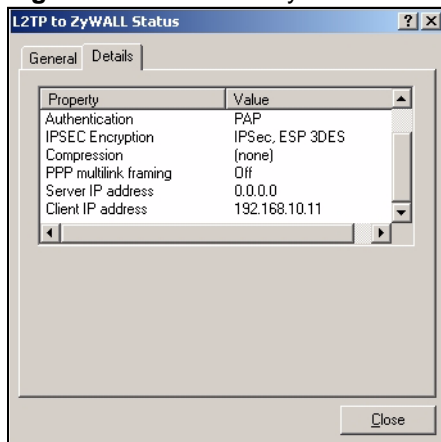 L2TP to ZyWALL Status
General Details
Property Value
Authentication PAP
IPSEC Encryption IPSec, ESP 3DES
Compression (none)
PPP multilink framing Off
Server IP address 0.0.0.0
Client IP address 192.168.10.11
Close